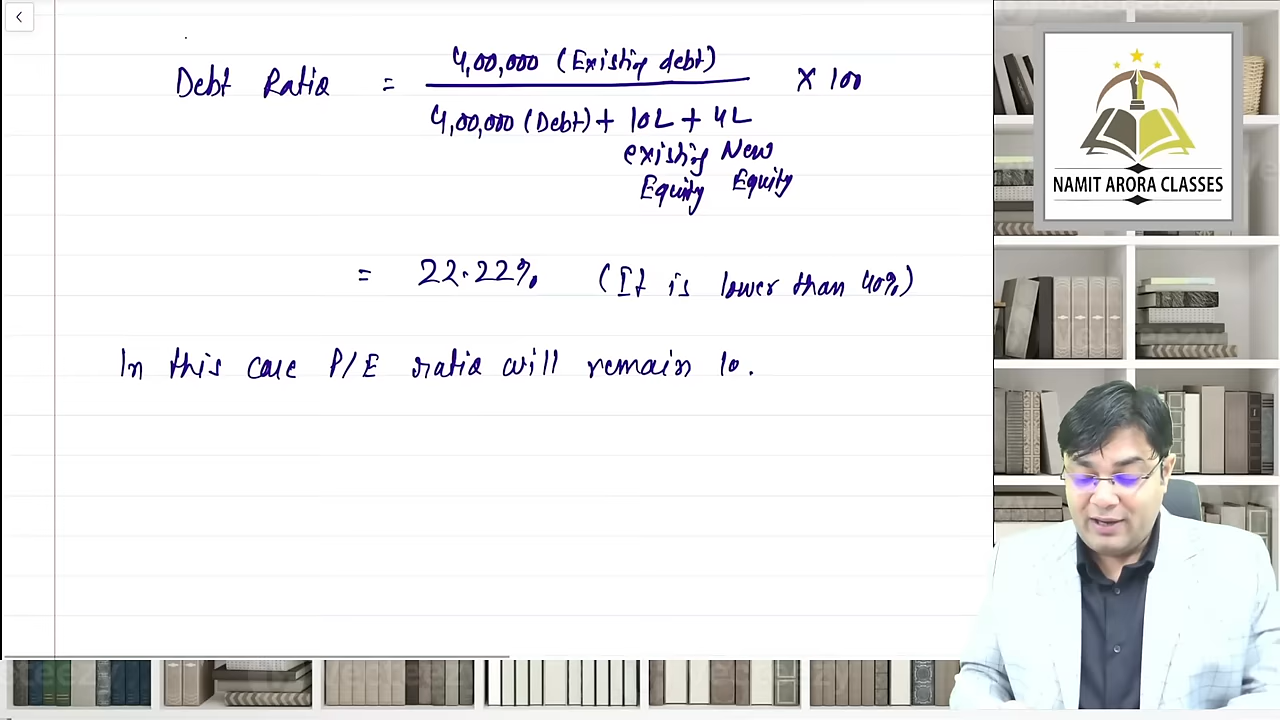 Debt Ratio = 4,00,000 (Existing debt) X 100
4,00,000 (Debt) + 10L + 4L
existing New
Equity Equity
= 22.22% (It is lower than 40%)
In this case P/E ratio will remain 10.
NAMIT ARORA CLASSES